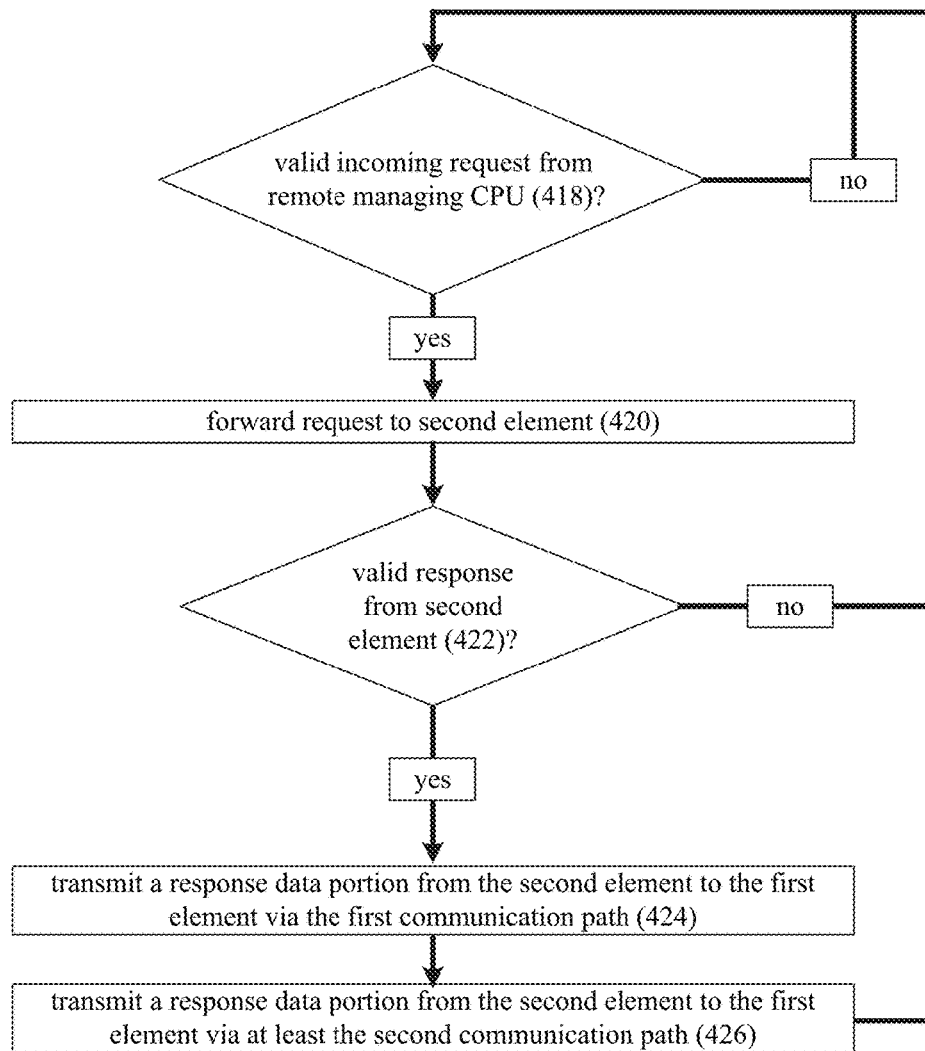 valid incoming request from
remote managing CPU (418)?
no
yes
forward request to second element (420)
valid response
from second
element (422)?
no
yes
transmit a response data portion from the second element to the first
element via the first communication path (424)
transmit a response data portion from the second element to the first
element via at least the second communication path (426)